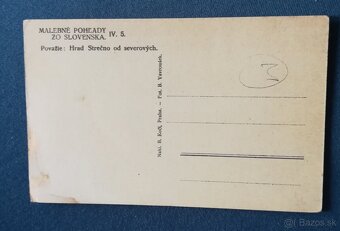 MALEBNÉ POHĽADY
ZO SLOVENSKA. IV. 5.
Považie: Hrad Strečno od severových.
Nakl. B. Kočí, Praha. - Fot. B. Vavroušek.
Bazos.sk